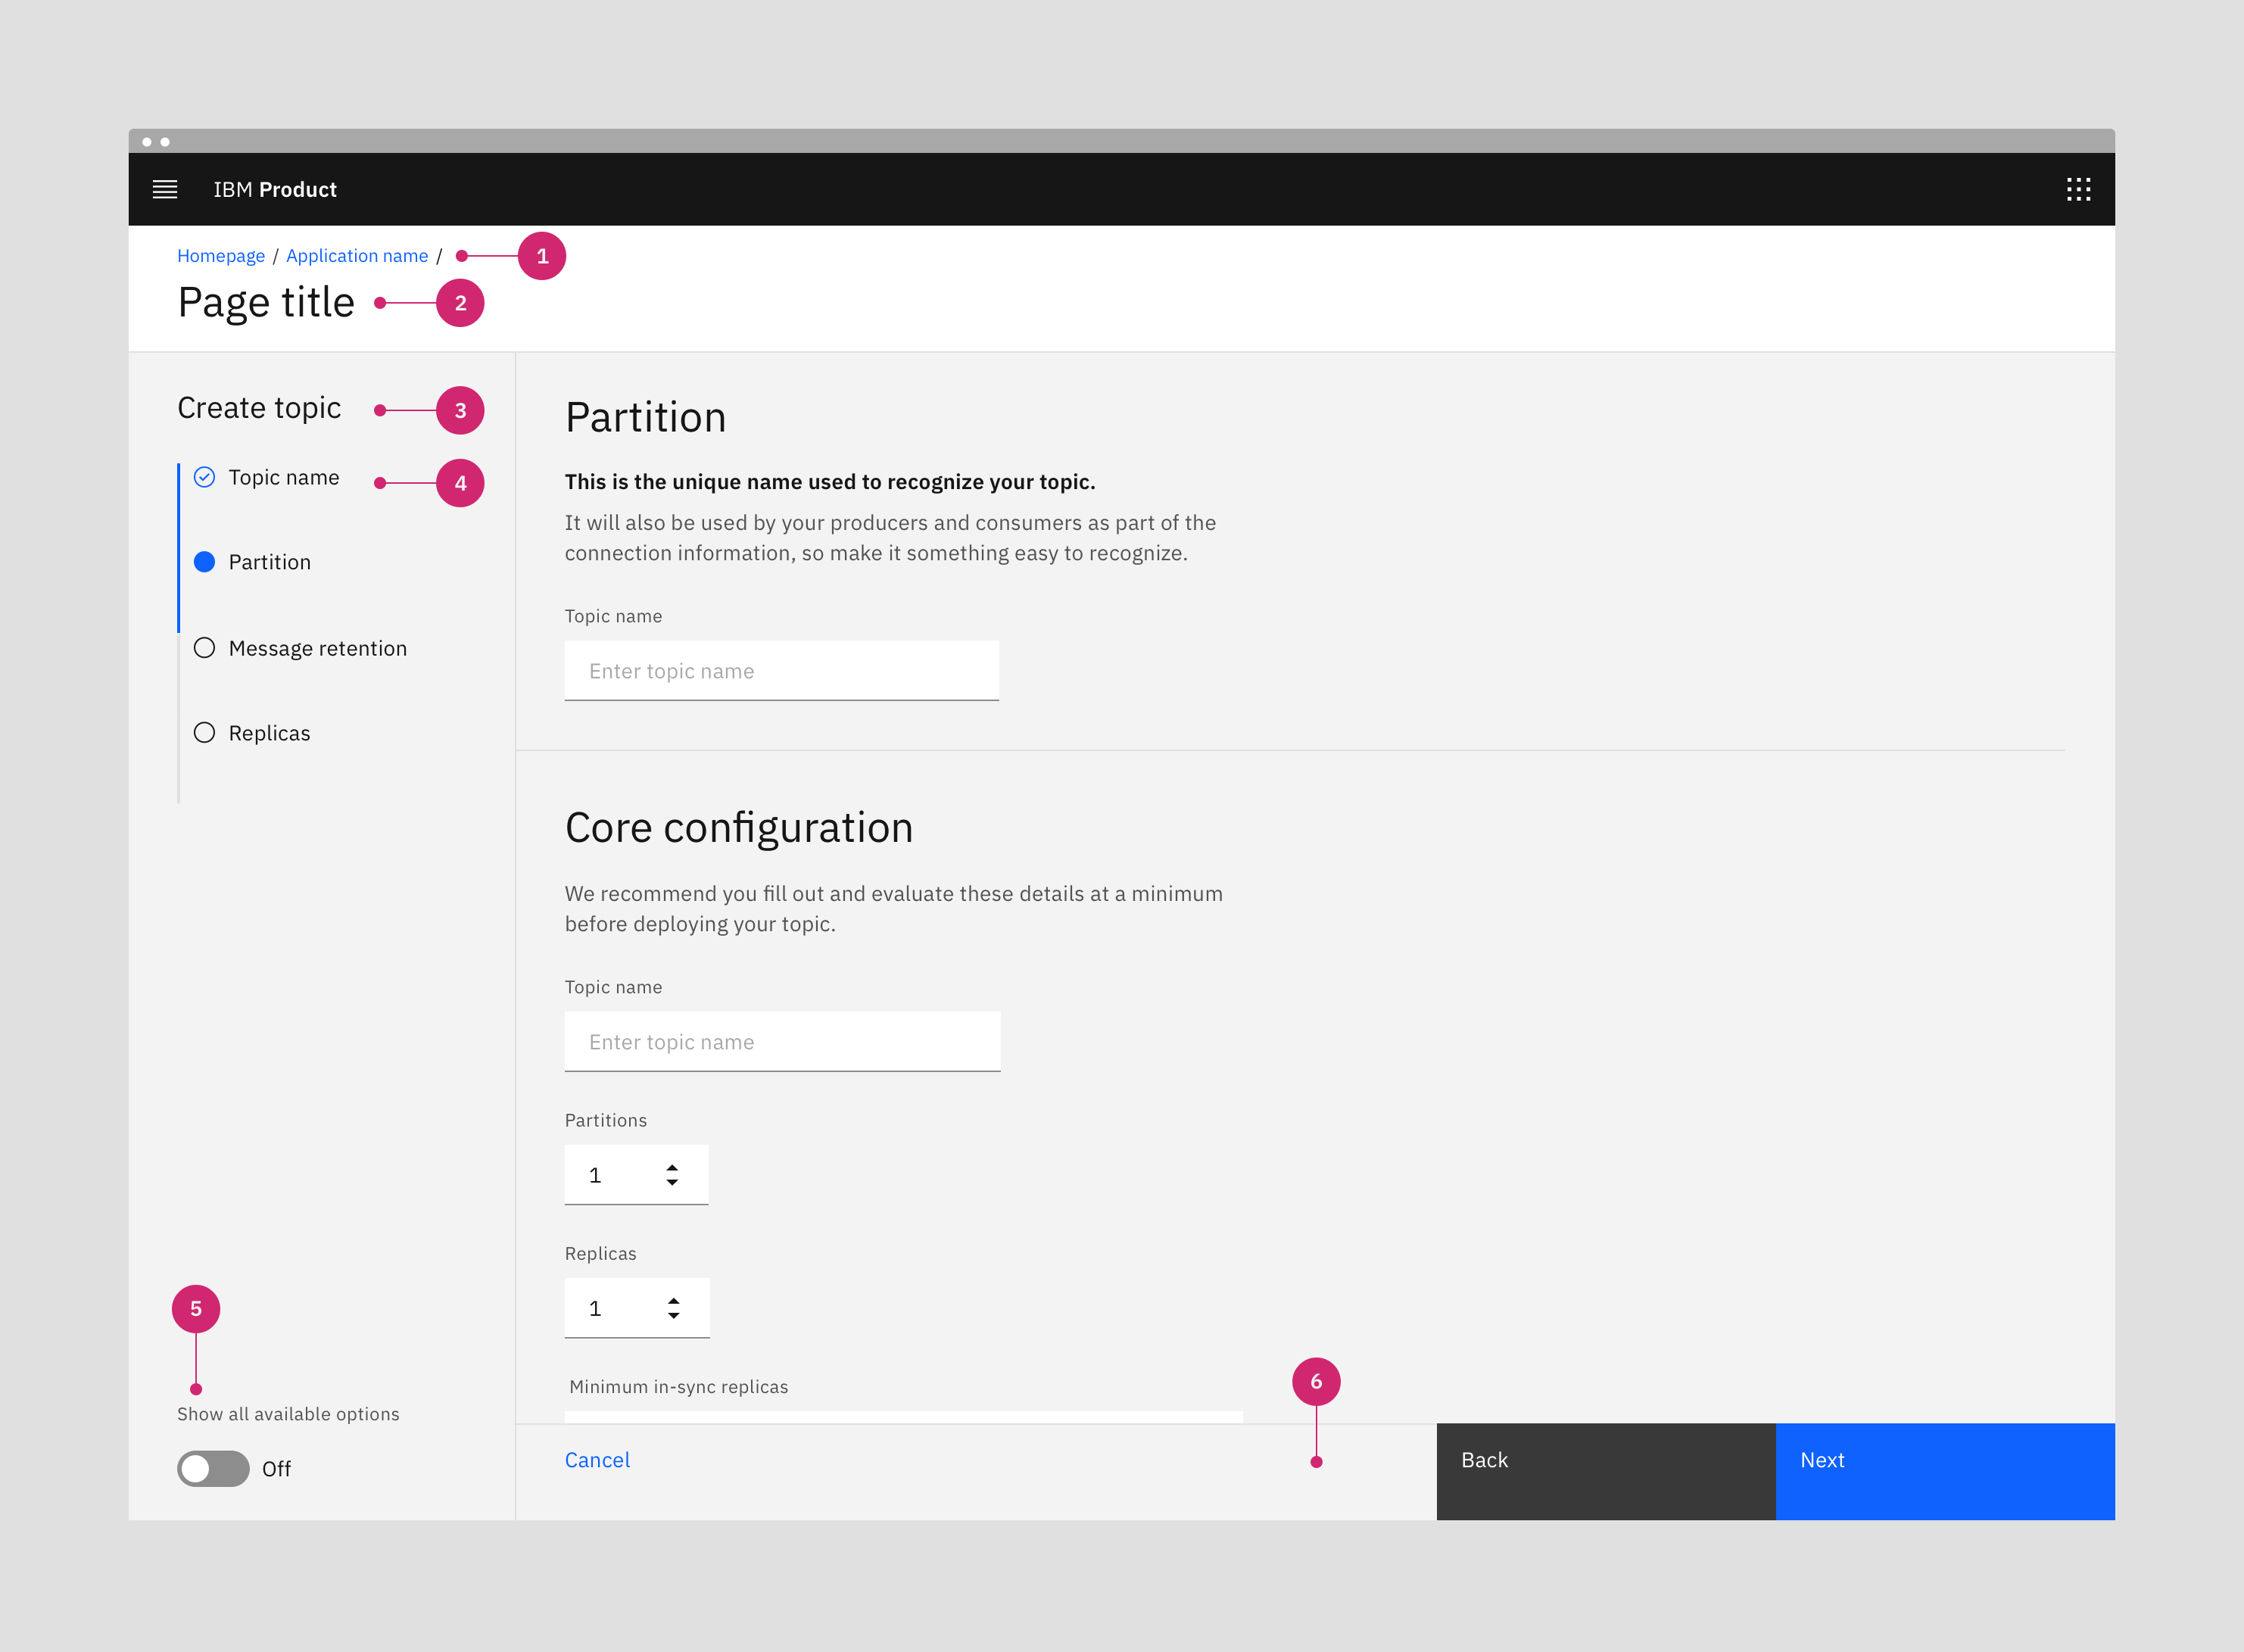 IBM Product
Homepage / Application name / 1
Page title 2
Create topic 3
Topic name 4
Partition
Message retention
Replicas
5
Show all available options
Off
Partition
This is the unique name used to recognize your topic.
It will also be used by your producers and consumers as part of the
connection information, so make it something easy to recognize.
Topic name
Enter topic name
Core configuration
We recommend you fill out and evaluate these details at a minimum
before deploying your topic.
Topic name
Enter topic name
Partitions
1
Replicas
1
Minimum in-sync replicas
6
Cancel
Back
Next